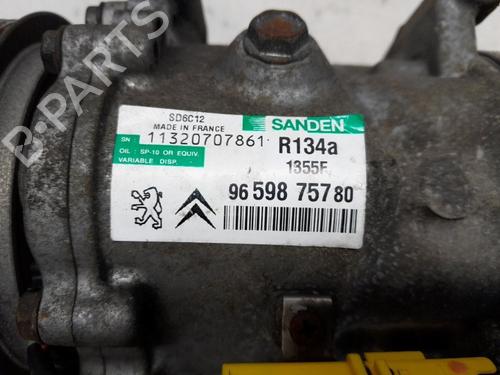 SD6C12
MADE IN FRANCE
SANDEN
SN: 11320707861
R134a
OIL: SP-10 OR EQUIV.
VARIABLE DISP.
1355F
96 598 757 80
B-PARTS